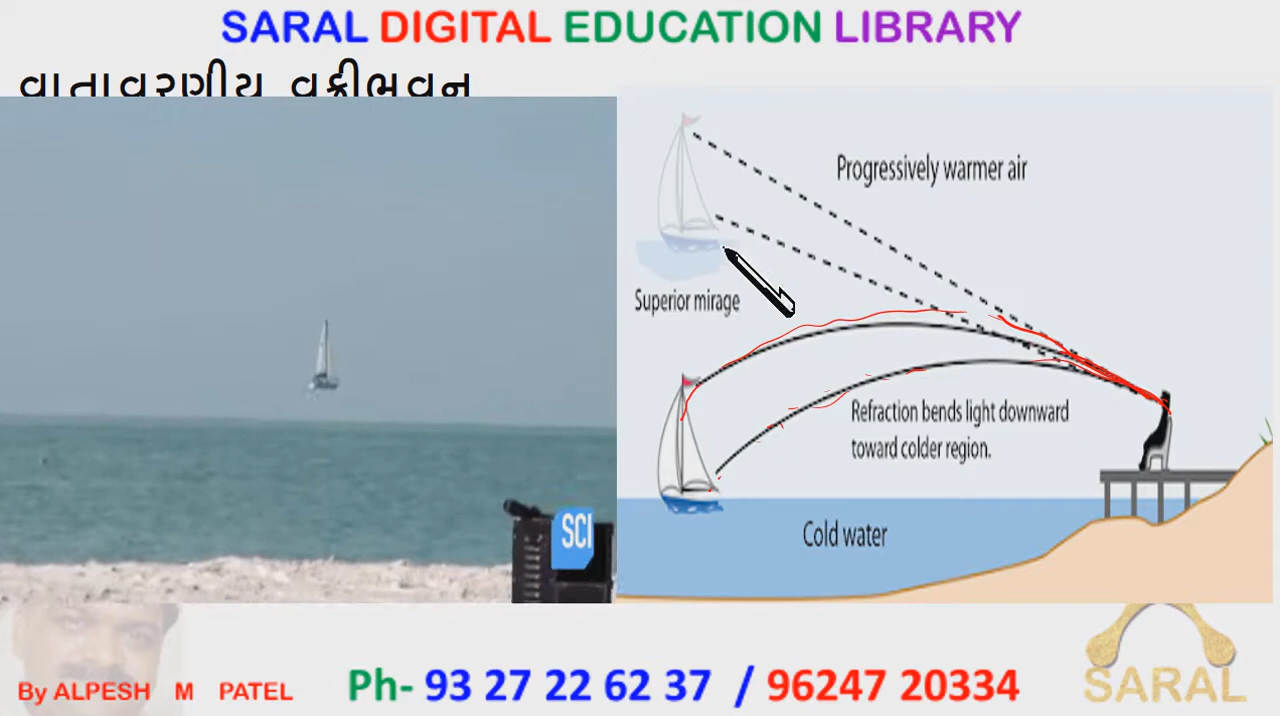 SARAL DIGITAL EDUCATION LIBRARY
વાતાવરણીય વક્રીભવન
Progressively warmer air
Superior mirage
Refraction bends light downward
toward colder region.
Cold water
SCI
By ALPESH M PATEL
Ph- 93 27 22 62 37 / 96247 20334
SARAL